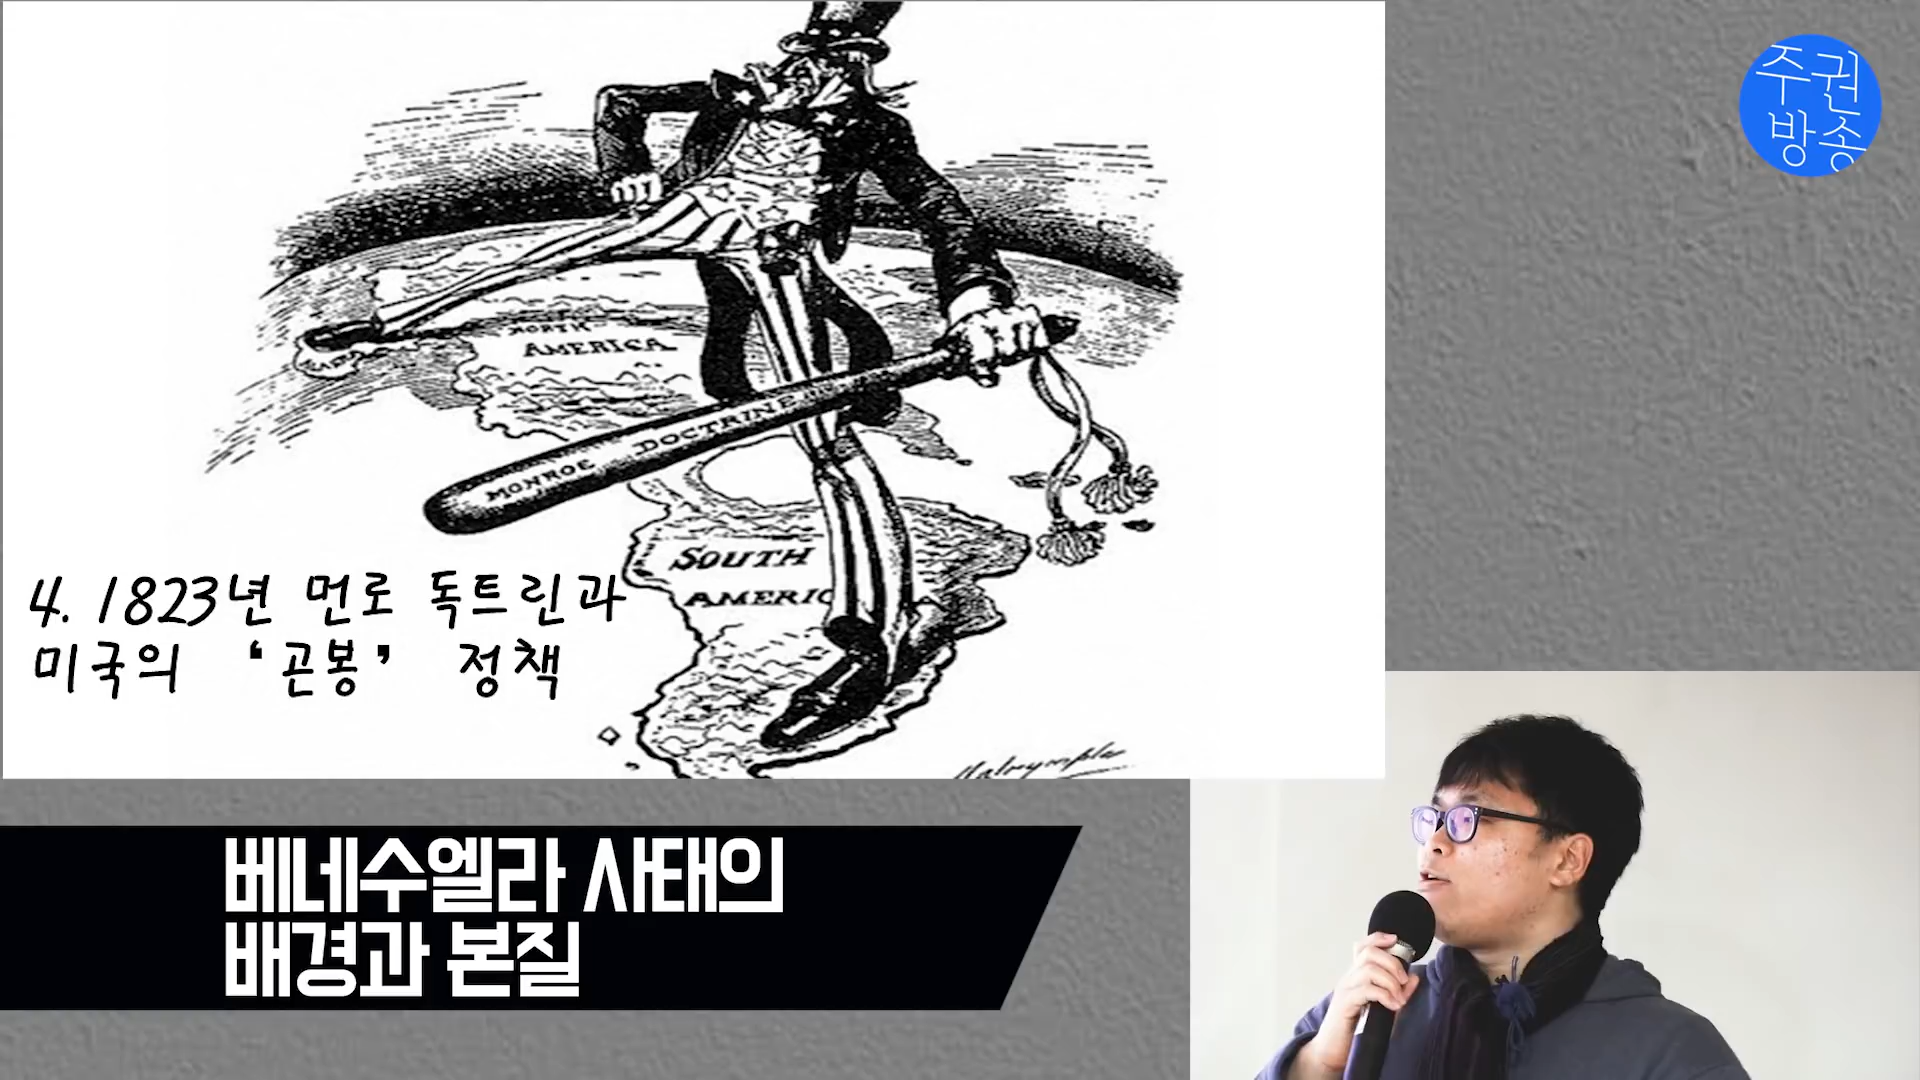 주권
방송
NORTH
AMERICA
MONROE DOCTRINE
SOUTH
AMERIC
4. 1823년 먼로 독트린과
미국의 ‘곤봉’ 정책
베네수엘라 사태의
배경과 본질